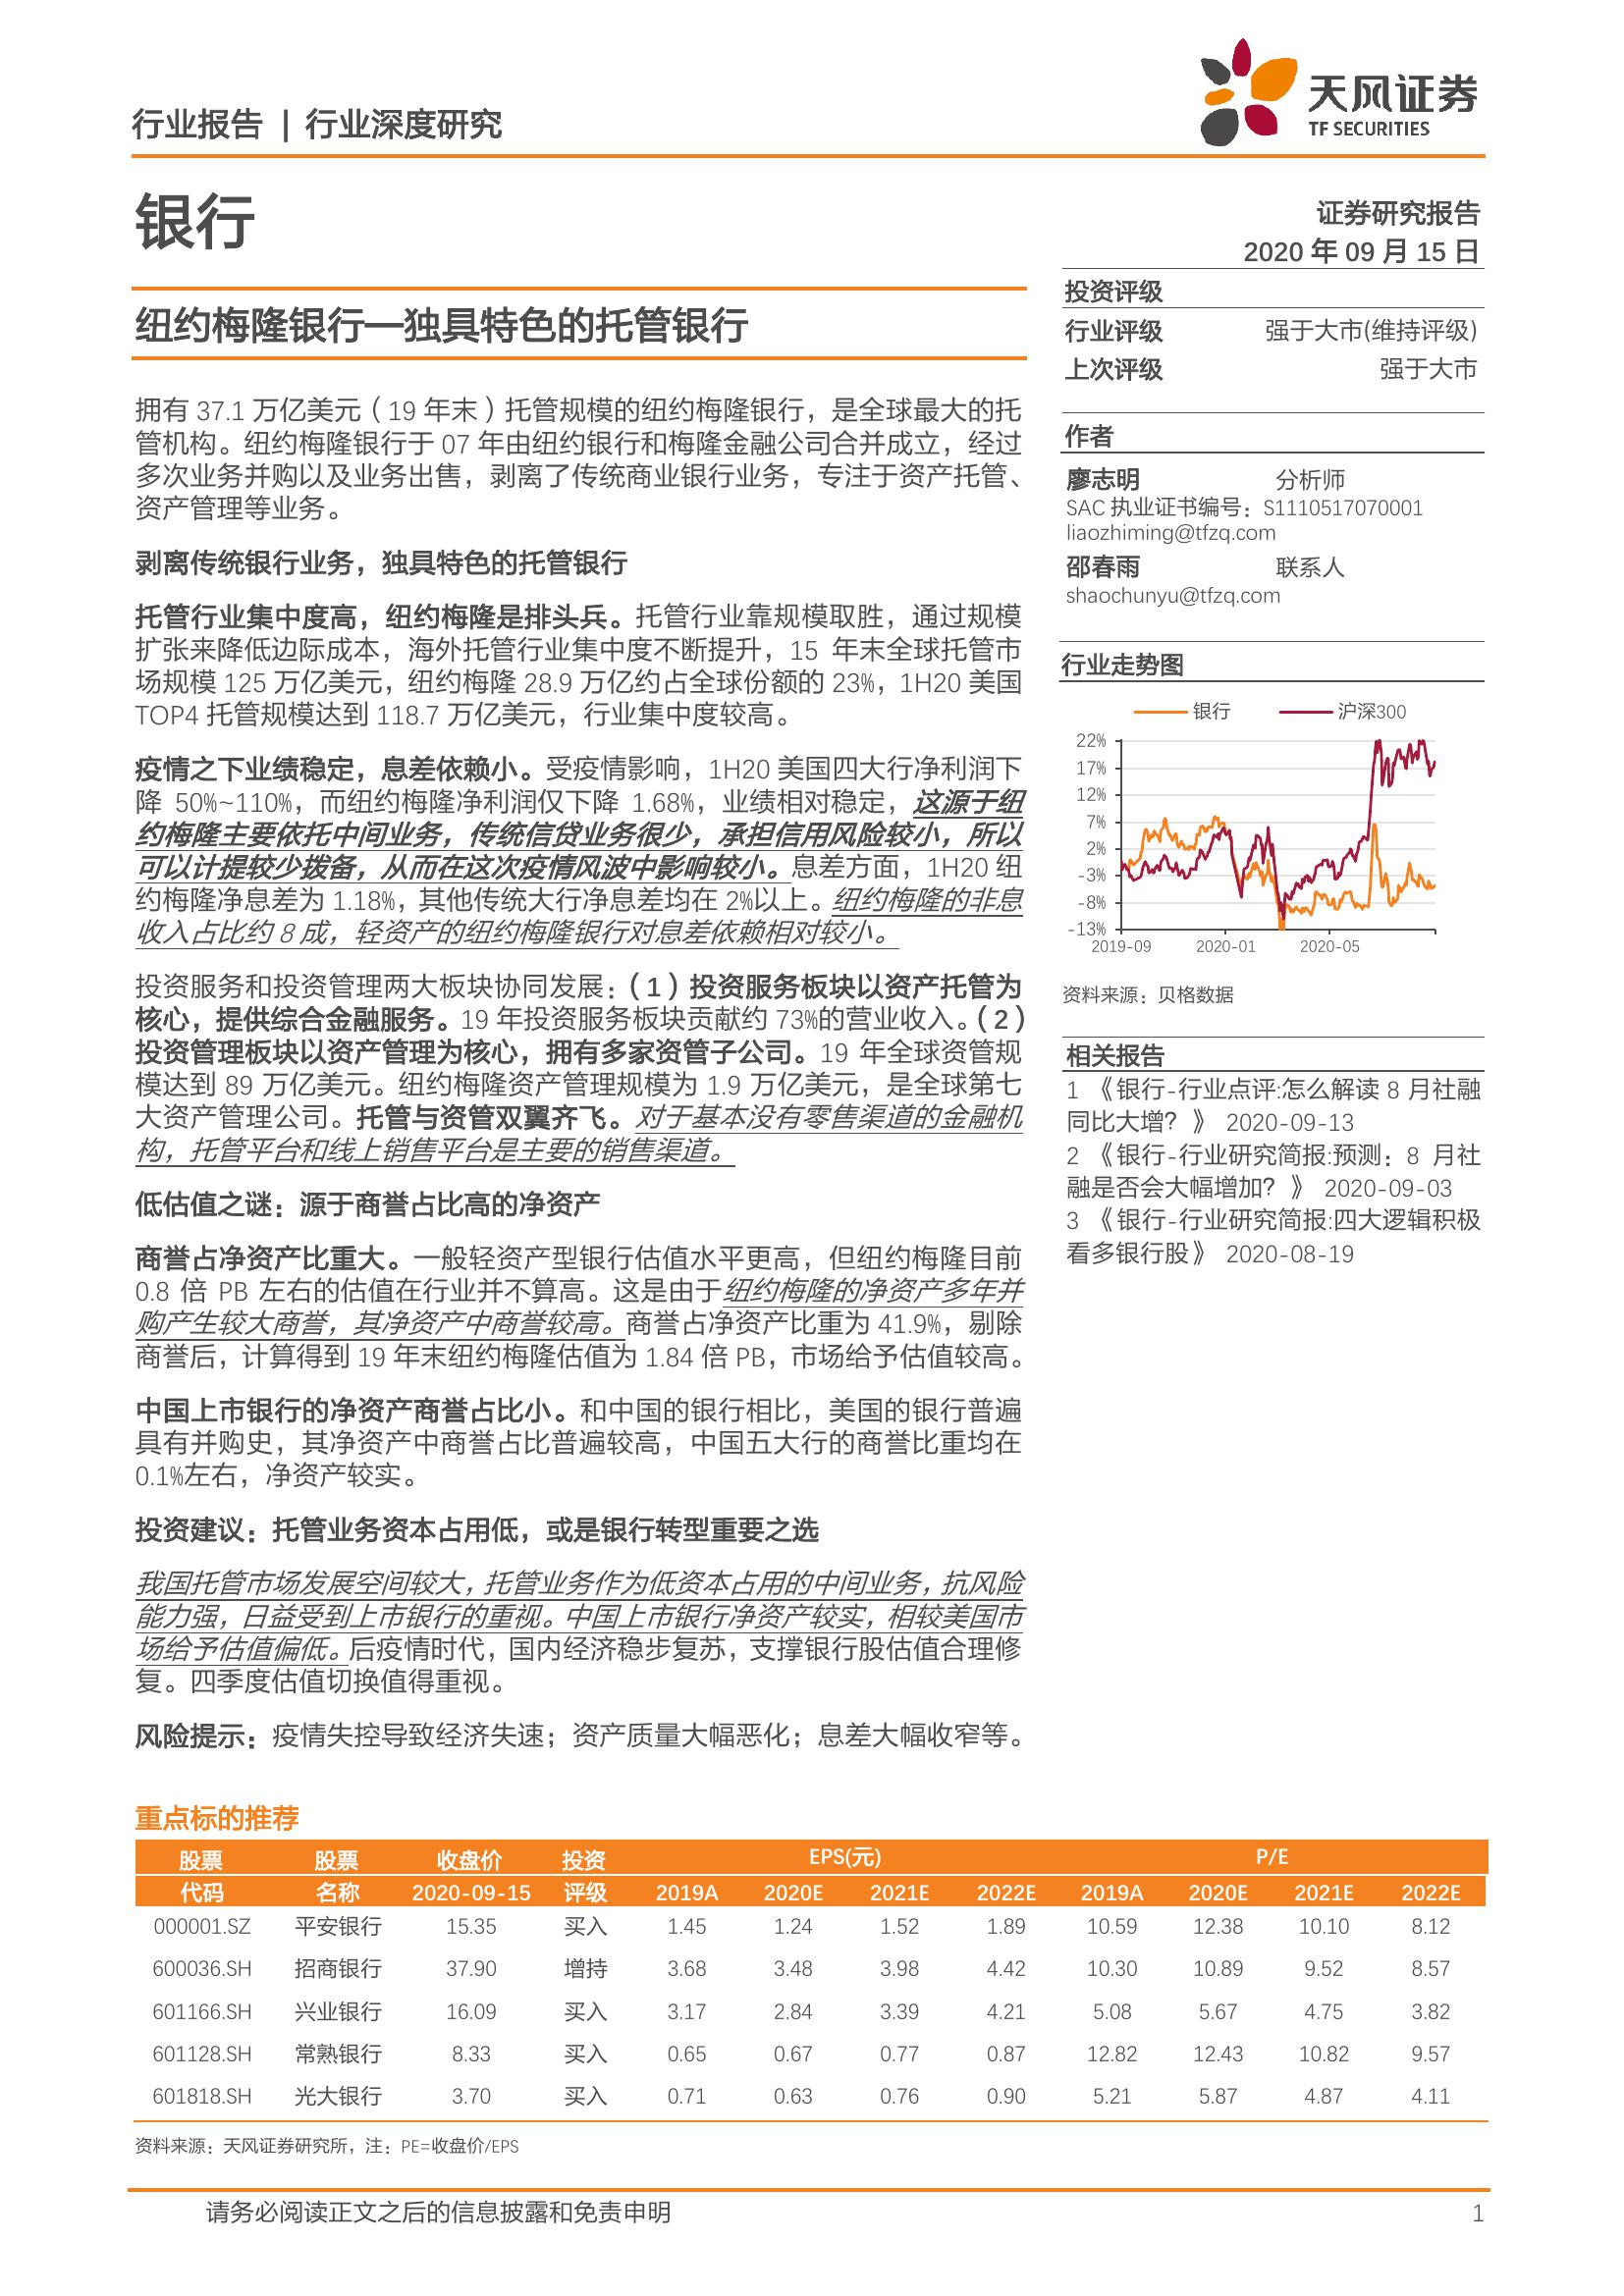 行业报告 | 行业深度研究
天风证券
TF SECURITIES
银行
证券研究报告
2020 年 09 月 15 日
纽约梅隆银行—独具特色的托管银行
拥有 37.1 万亿美元（19 年末）托管规模的纽约梅隆银行，是全球最大的托
管机构。纽约梅隆银行于 07 年由纽约银行和梅隆金融公司合并成立，经过
多次业务并购以及业务出售，剥离了传统商业银行业务，专注于资产托管、
资产管理等业务。
剥离传统银行业务，独具特色的托管银行
托管行业集中度高，纽约梅隆是排头兵。托管行业靠规模取胜，通过规模
扩张来降低边际成本，海外托管行业集中度不断提升，15 年末全球托管市
场规模 125 万亿美元，纽约梅隆 28.9 万亿约占全球份额的 23%，1H20 美国
TOP4 托管规模达到 118.7 万亿美元，行业集中度较高。
疫情之下业绩稳定，息差依赖小。受疫情影响，1H20 美国四大行净利润下
降 50%~110%，而纽约梅隆净利润仅下降 1.68%，业绩相对稳定，这源于纽
约梅隆主要依托中间业务，传统信贷业务很少，承担信用风险较小，所以
可以计提较少拨备，从而在这次疫情风波中影响较小。息差方面，1H20 纽
约梅隆净息差为 1.18%，其他传统大行净息差均在 2%以上。纽约梅隆的非息
收入占比约 8 成，轻资产的纽约梅隆银行对息差依赖相对较小。
投资服务和投资管理两大板块协同发展：（1）投资服务板块以资产托管为
核心，提供综合金融服务。19 年投资服务板块贡献约 73%的营业收入。（2）
投资管理板块以资产管理为核心，拥有多家资管子公司。19 年全球资管规
模达到 89 万亿美元。纽约梅隆资产管理规模为 1.9 万亿美元，是全球第七
大资产管理公司。托管与资管双翼齐飞。对于基本没有零售渠道的金融机
构，托管平台和线上销售平台是主要的销售渠道。
低估值之谜：源于商誉占比高的净资产
商誉占净资产比重大。一般轻资产型银行估值水平更高，但纽约梅隆目前
0.8 倍 PB 左右的估值在行业并不算高。这是由于纽约梅隆的净资产多年并
购产生较大商誉，其净资产中商誉较高。商誉占净资产比重为 41.9%，剔除
商誉后，计算得到 19 年末纽约梅隆估值为 1.84 倍 PB，市场给予估值较高。
中国上市银行的净资产商誉占比小。和中国的银行相比，美国的银行普遍
具有并购史，其净资产中商誉占比普遍较高，中国五大行的商誉比重均在
0.1%左右，净资产较实。
投资建议：托管业务资本占用低，或是银行转型重要之选
我国托管市场发展空间较大，托管业务作为低资本占用的中间业务，抗风险
能力强，日益受到上市银行的重视。中国上市银行净资产较实，相较美国市
场给予估值偏低。后疫情时代，国内经济稳步复苏，支撑银行股估值合理修
复。四季度估值切换值得重视。
风险提示：疫情失控导致经济失速；资产质量大幅恶化；息差大幅收窄等。
投资评级
行业评级 强于大市(维持评级)
上次评级 强于大市
作者
廖志明 分析师
SAC 执业证书编号：S1110517070001
liaozhiming@tfzq.com
邵春雨 联系人
shaochunyu@tfzq.com
行业走势图
银行 沪深300
22%
17%
12%
7%
2%
-3%
-8%
-13%
2019-09 2020-01 2020-05
资料来源：贝格数据
相关报告
1 《银行-行业点评:怎么解读 8 月社融
同比大增？》 2020-09-13
2 《银行-行业研究简报:预测：8 月社
融是否会大幅增加？》 2020-09-03
3 《银行-行业研究简报:四大逻辑积极
看多银行股》 2020-08-19
重点标的推荐
股票 股票 收盘价 投资 EPS(元) P/E
代码 名称 2020-09-15 评级 2019A 2020E 2021E 2022E 2019A 2020E 2021E 2022E
000001.SZ 平安银行 15.35 买入 1.45 1.24 1.52 1.89 10.59 12.38 10.10 8.12
600036.SH 招商银行 37.90 增持 3.68 3.48 3.98 4.42 10.30 10.89 9.52 8.57
601166.SH 兴业银行 16.09 买入 3.17 2.84 3.39 4.21 5.08 5.67 4.75 3.82
601128.SH 常熟银行 8.33 买入 0.65 0.67 0.77 0.87 12.82 12.43 10.82 9.57
601818.SH 光大银行 3.70 买入 0.71 0.63 0.76 0.90 5.21 5.87 4.87 4.11
资料来源：天风证券研究所，注：PE=收盘价/EPS
请务必阅读正文之后的信息披露和免责申明 1